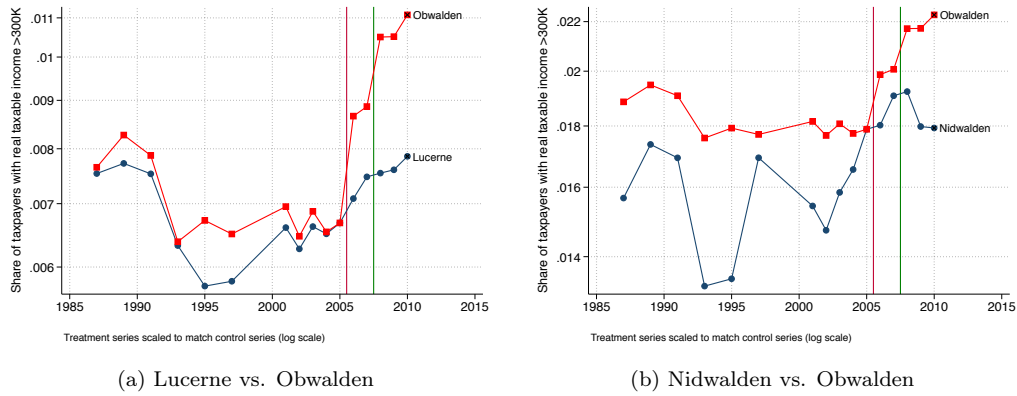 Share of taxpayers with real taxable income >300K
.011
.01
.009
.008
.007
.006
Obwalden
Lucerne
1985 1990 1995 2000 2005 2010 2015
Treatment series scaled to match control series (log scale)
(a) Lucerne vs. Obwalden
Share of taxpayers with real taxable income >300K
.022
.02
.018
.016
.014
Obwalden
Nidwalden
1985 1990 1995 2000 2005 2010 2015
Treatment series scaled to match control series (log scale)
(b) Nidwalden vs. Obwalden